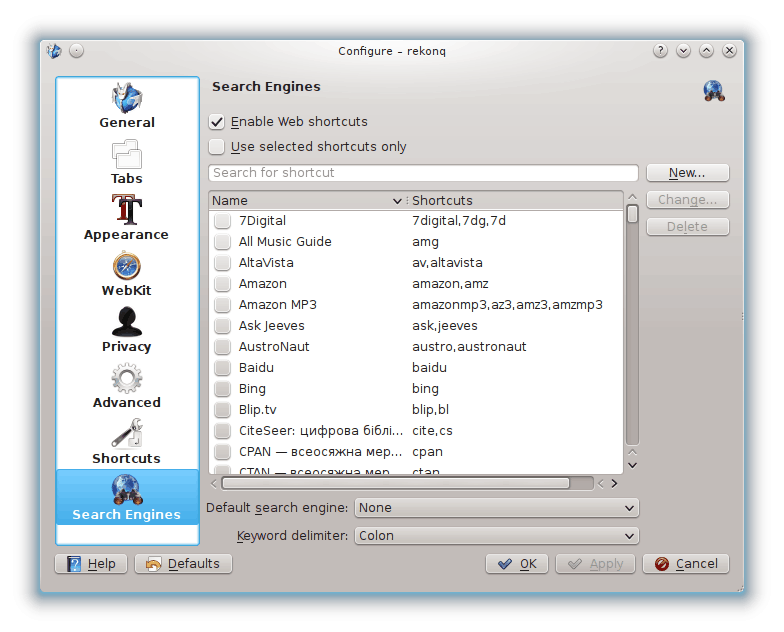 Configure – rekonq
General
Tabs
Appearance
WebKit
Privacy
Advanced
Shortcuts
Search Engines
Search Engines
Enable Web shortcuts
Use selected shortcuts only
Search for shortcut
New...
Change...
Delete
Name Shortcuts
7Digital 7digital,7dg,7d
All Music Guide amg
AltaVista av,altavista
Amazon amazon,amz
Amazon MP3 amazonmp3,az3,amz3,amzmp3
Ask Jeeves ask,jeeves
AustroNaut austro,austronaut
Baidu baidu
Bing bing
Blip.tv blip,bl
CiteSeer: цифрова бібліо... cite,cs
CPAN — всеосяжна мер... cpan
CTAN — всеосяжна мер... ctan
Default search engine: None
Keyword delimiter: Colon
Help Defaults OK Apply Cancel